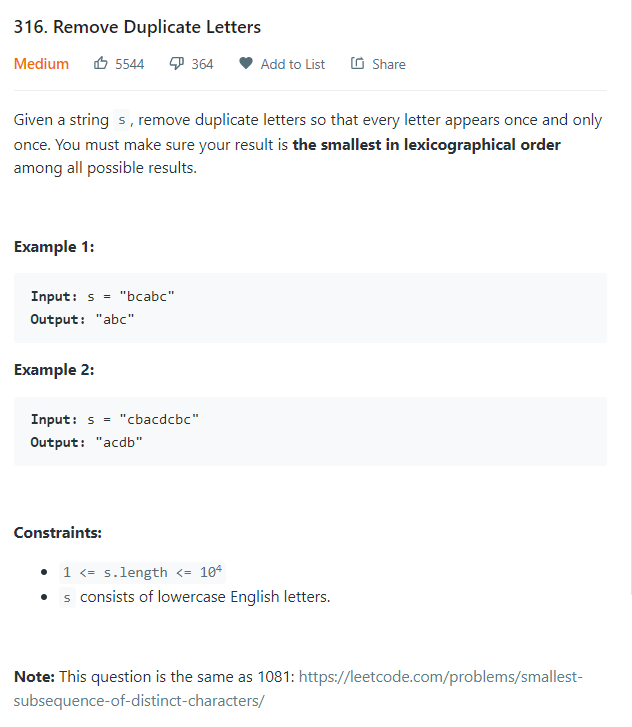 316. Remove Duplicate Letters
Medium 5544 364 Add to List Share
Given a string s, remove duplicate letters so that every letter appears once and only
once. You must make sure your result is the smallest in lexicographical order
among all possible results.
Example 1:
Input: s = "bcabc"
Output: "abc"
Example 2:
Input: s = "cbacdcbc"
Output: "acdb"
Constraints:
• 1 <= s.length <= 10⁴
• s consists of lowercase English letters.
Note: This question is the same as 1081: https://leetcode.com/problems/smallest-
subsequence-of-distinct-characters/